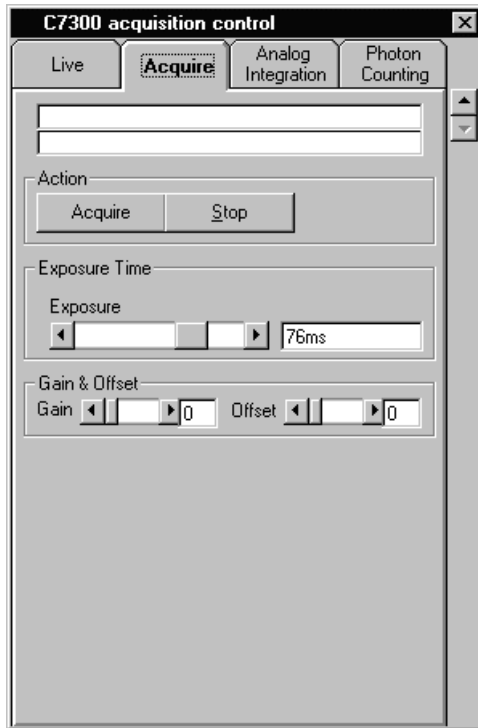 C7300 acquisition control
Live
Acquire
Analog
Integration
Photon
Counting
Action
Acquire
Stop
Exposure Time
Exposure
76ms
Gain & Offset
Gain 0 Offset 0